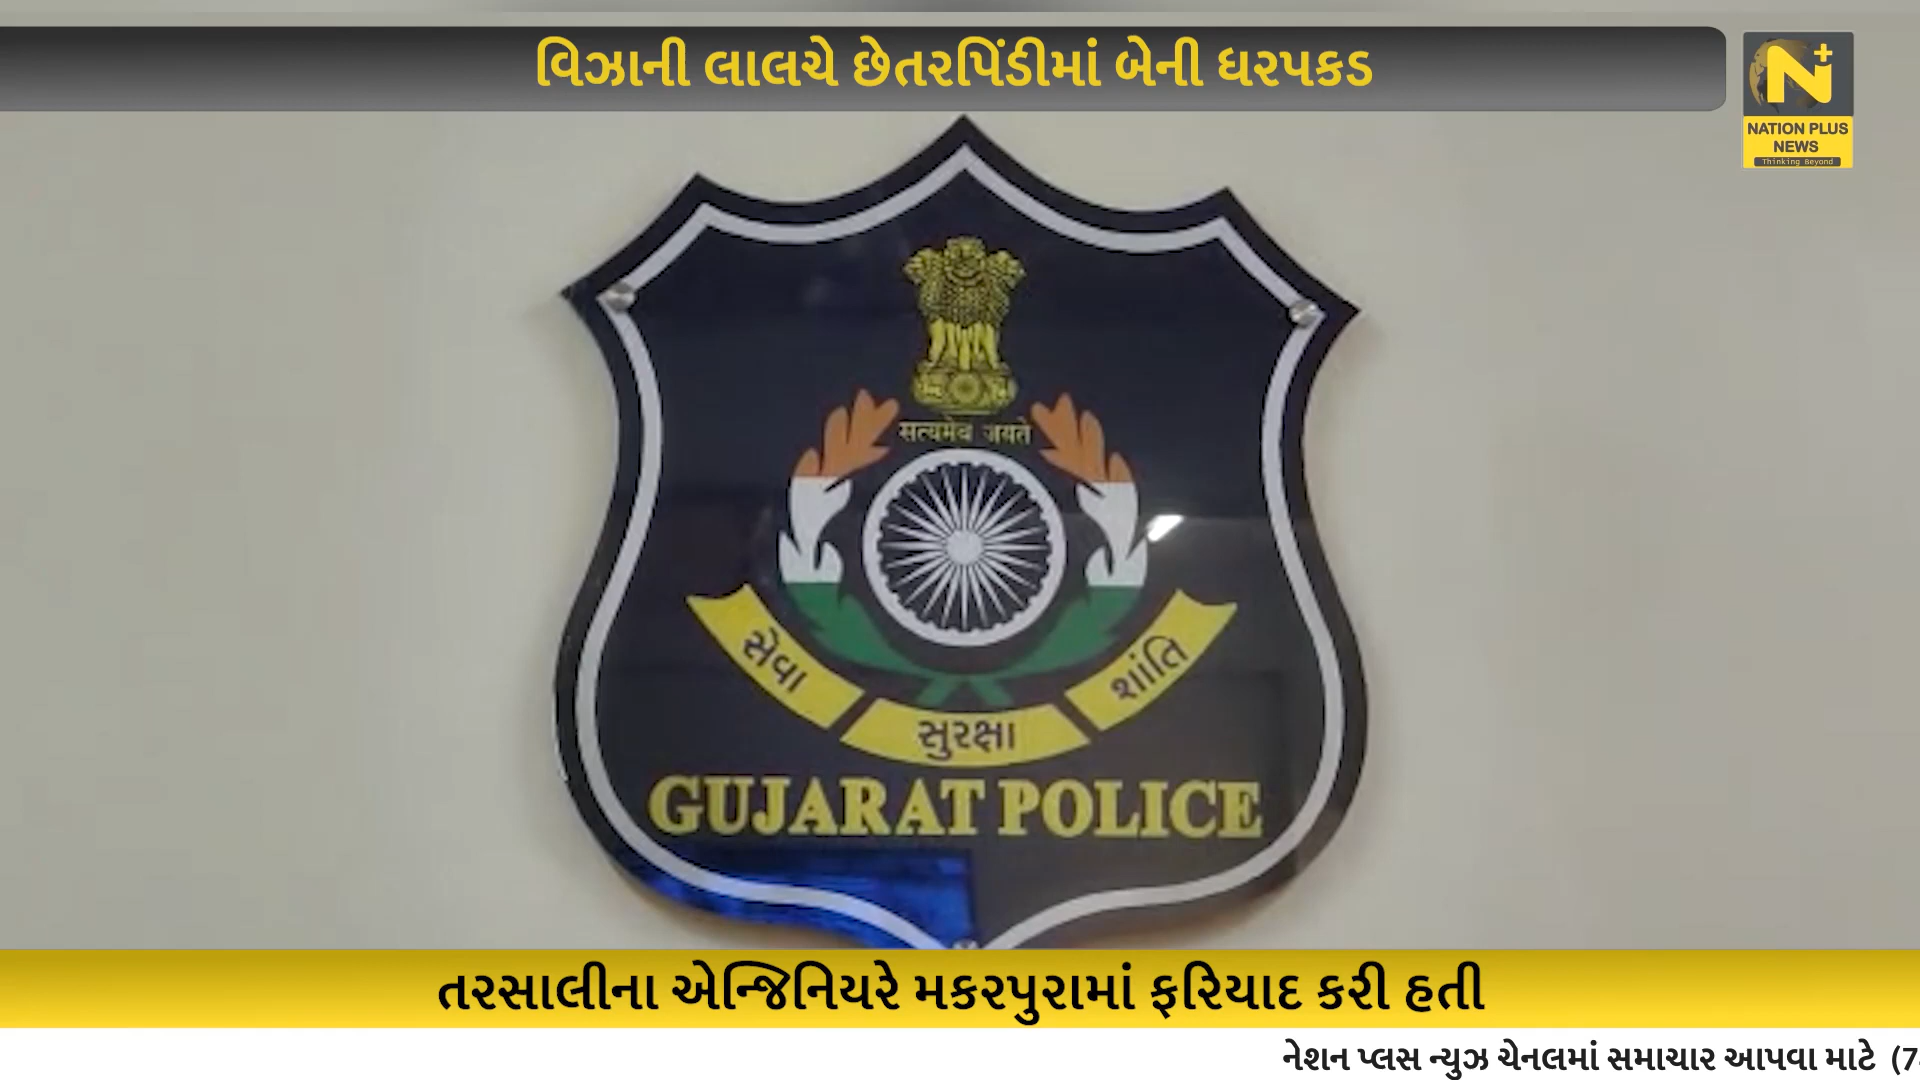 વિઝાની લાલચે છેતરપિંડીમાં બેની ધરપકડ
N+
NATION PLUS
NEWS
Thinking Beyond
सत्यमेव जयते
સેવા
સુરક્ષા
શાંતિ
GUJARAT POLICE
તરસાલીના એન્જિનિયરે મકરપુરામાં ફરિયાદ કરી હતી
નેશન પ્લસ ન્યુઝ ચેનલમાં સમાચાર આપવા માટે (7